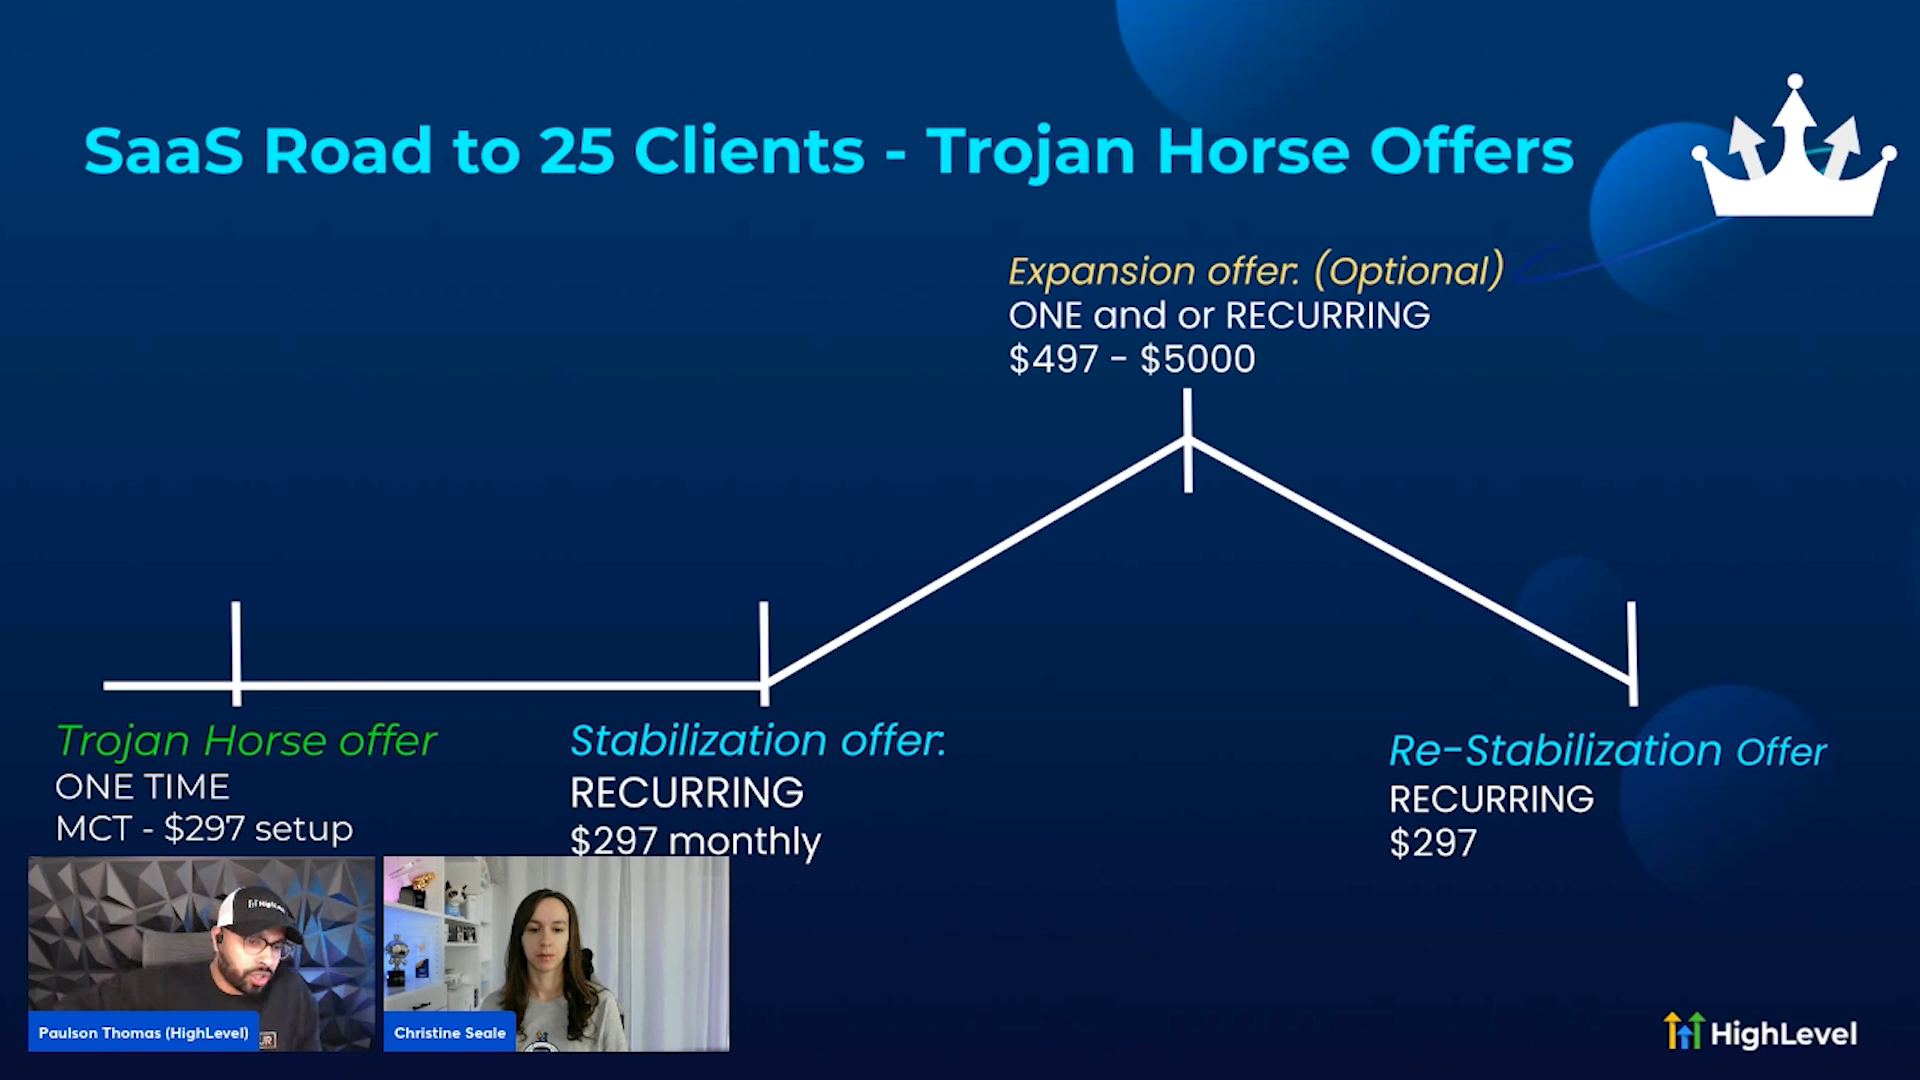 SaaS Road to 25 Clients - Trojan Horse Offers
Expansion offer: (Optional)
ONE and or RECURRING
$497 - $5000
Trojan Horse offer
ONE TIME
MCT - $297 setup
Stabilization offer:
RECURRING
$297 monthly
Re-Stabilization Offer
RECURRING
$297
HighLevel
Paulson Thomas (HighLevel)
Christine Seale
HighLevel